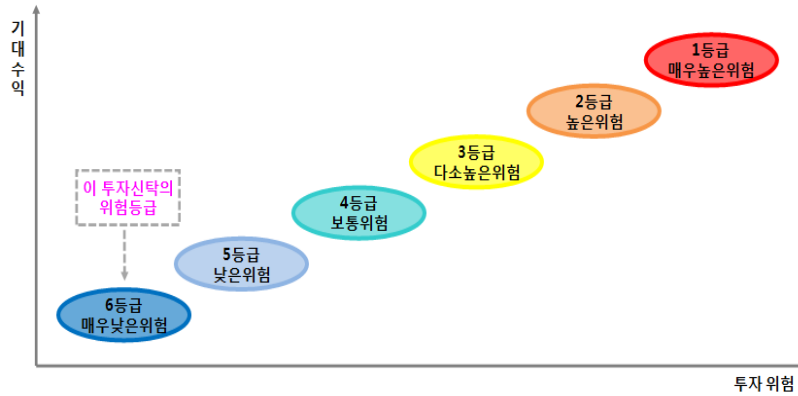 기
대
수
익
1등급
매우높은위험
2등급
높은위험
3등급
다소높은위험
4등급
보통위험
이 투자신탁의
위험등급
5등급
낮은위험
6등급
매우낮은위험
투자 위험